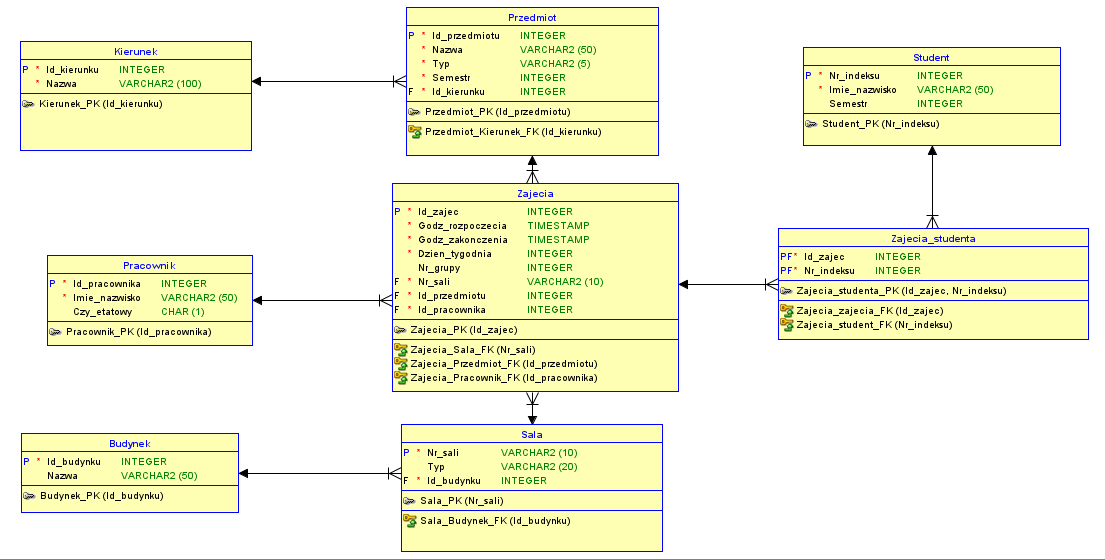 Kierunek
P * Id_kierunku INTEGER
* Nazwa VARCHAR2 (100)
Kierunek_PK (Id_kierunku)
Przedmiot
P * Id_przedmiotu INTEGER
* Nazwa VARCHAR2 (50)
* Typ VARCHAR2 (5)
* Semestr INTEGER
F * Id_kierunku INTEGER
Przedmiot_PK (Id_przedmiotu)
Przedmiot_Kierunek_FK (Id_kierunku)
Student
P * Nr_indeksu INTEGER
* Imie_nazwisko VARCHAR2 (50)
Semestr INTEGER
Student_PK (Nr_indeksu)
Pracownik
P * Id_pracownika INTEGER
* Imie_nazwisko VARCHAR2 (50)
Czy_etatowy CHAR (1)
Pracownik_PK (Id_pracownika)
Zajecia
P * Id_zajec INTEGER
* Godz_rozpoczecia TIMESTAMP
* Godz_zakonczenia TIMESTAMP
* Dzien_tygodnia INTEGER
Nr_grupy INTEGER
F * Nr_sali VARCHAR2 (10)
F * Id_przedmiotu INTEGER
F * Id_pracownika INTEGER
Zajecia_PK (Id_zajec)
Zajecia_Sala_FK (Nr_sali)
Zajecia_Przedmiot_FK (Id_przedmiotu)
Zajecia_Pracownik_FK (Id_pracownika)
Zajecia_studenta
PF* Id_zajec INTEGER
PF* Nr_indeksu INTEGER
Zajecia_studenta_PK (Id_zajec, Nr_indeksu)
Zajecia_zajecia_FK (Id_zajec)
Zajecia_student_FK (Nr_indeksu)
Budynek
P * Id_budynku INTEGER
Nazwa VARCHAR2 (50)
Budynek_PK (Id_budynku)
Sala
P * Nr_sali VARCHAR2 (10)
Typ VARCHAR2 (20)
F * Id_budynku INTEGER
Sala_PK (Nr_sali)
Sala_Budynek_FK (Id_budynku)